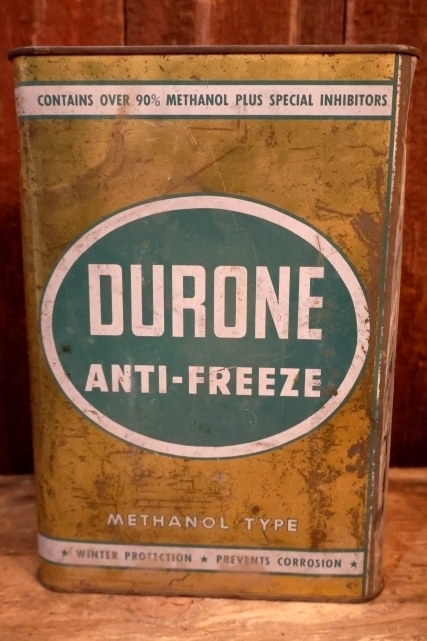 CONTAINS OVER 90% METHANOL PLUS SPECIAL INHIBITORS
DURONE
ANTI-FREEZE
METHANOL TYPE
★ WINTER PROTECTION ★ PREVENTS CORROSION ★